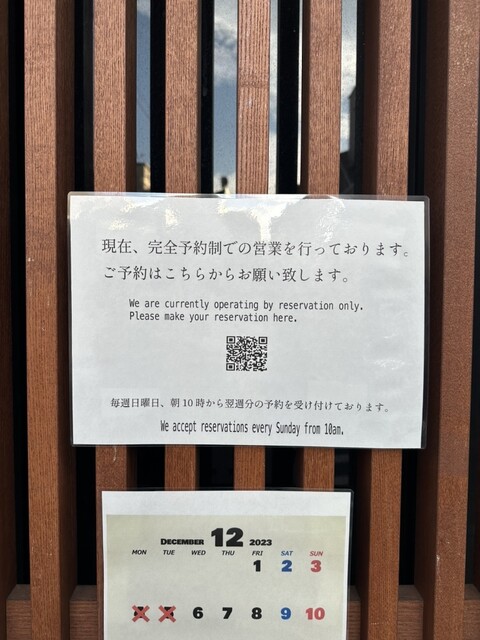 現在、完全予約制での営業を行っております。
ご予約はこちらからお願い致します。
We are currently operating by reservation only.
Please make your reservation here.
毎週日曜日、朝10時から翌週分の予約を受け付けております。
We accept reservations every Sunday from 10am.
DECEMBER 12 2023
MON TUE WED THU FRI SAT SUN
1 2 3
6 7 8 9 10